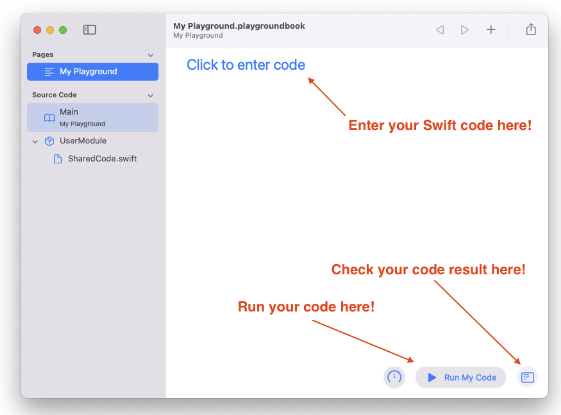 My Playground.playgroundbook
My Playground
Pages
My Playground
Source Code
Main
My Playground
UserModule
SharedCode.swift
Click to enter code
Enter your Swift code here!
Check your code result here!
Run your code here!
Run My Code